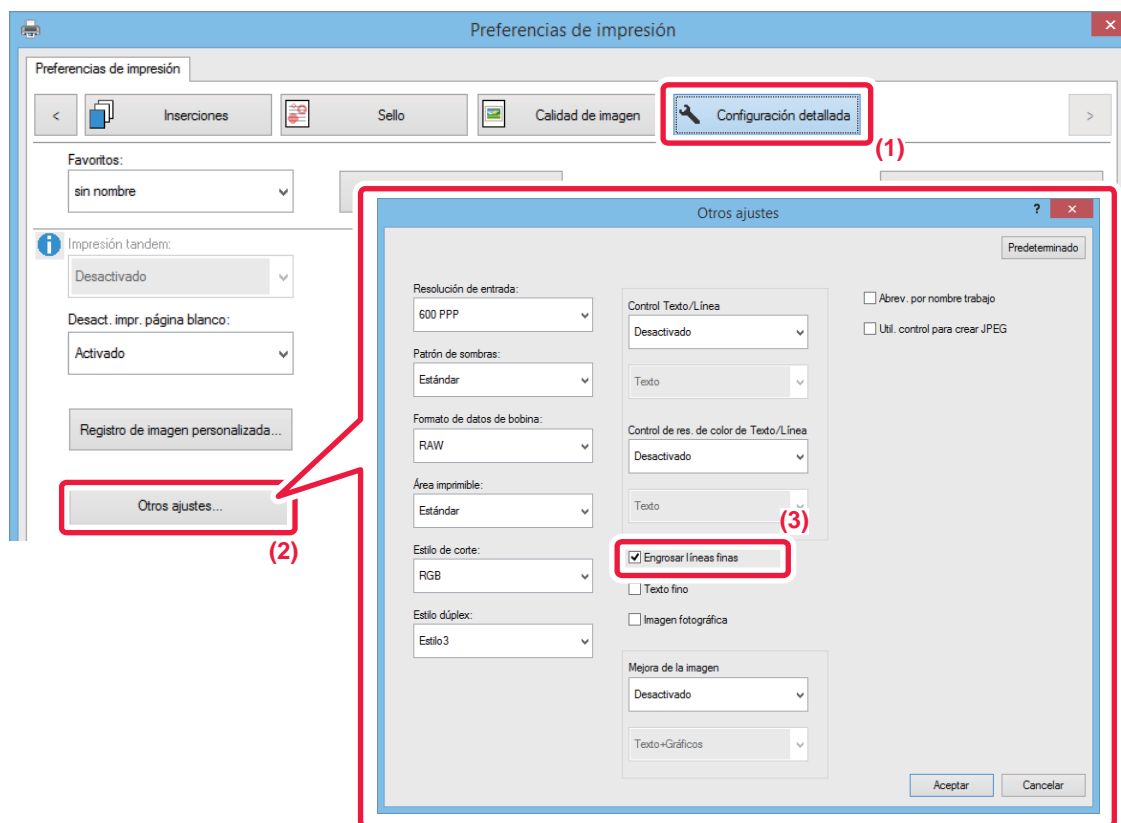 Preferencias de impresión
Preferencias de impresión
<
Inserciones
Sello
Calidad de imagen
Configuración detallada
>
(1)
Favoritos:
sin nombre
Impresión tandem:
Desactivado
Desact. impr. página blanco:
Activado
Registro de imagen personalizada...
Otros ajustes...
(2)
Otros ajustes
?
Predeterminado
Resolución de entrada:
600 PPP
Patrón de sombras:
Estándar
Formato de datos de bobina:
RAW
Área imprimible:
Estándar
Estilo de corte:
RGB
Estilo dúplex:
Estilo3
Control Texto/Línea
Desactivado
Texto
Control de res. de color de Texto/Línea
Desactivado
Texto
(3)
Engrosar líneas finas
Texto fino
Imagen fotográfica
Mejora de la imagen
Desactivado
Texto+Gráficos
Abrev. por nombre trabajo
Util. control para crear JPEG
Aceptar
Cancelar